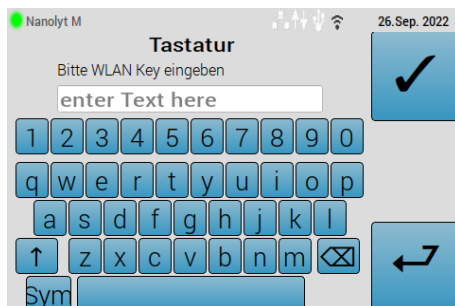 Nanolyt M 26.Sep. 2022
Tastatur
Bitte WLAN Key eingeben
enter Text here
1 2 3 4 5 6 7 8 9 0
q w e r t y u i o p
a s d f g h j k l
↑ z x c v b n m ⌫
Sym